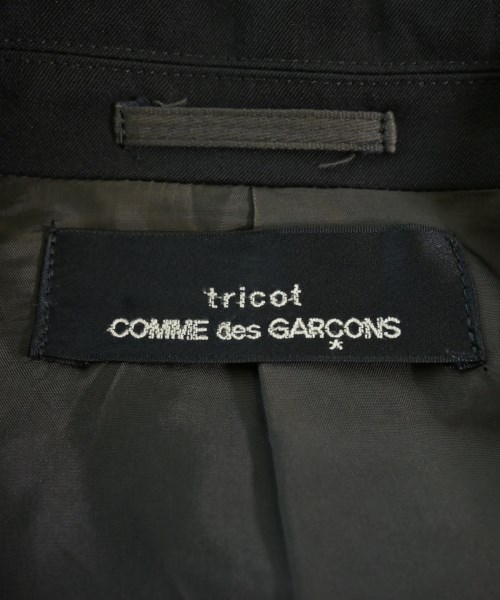 tricot
COMME des GARÇONS
*